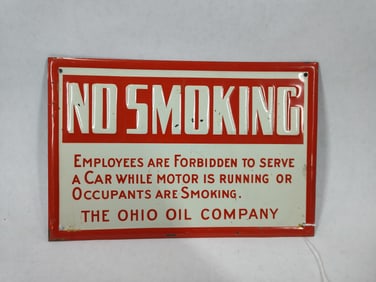 NO SMOKING
EMPLOYEES ARE FORBIDDEN TO SERVE
A CAR WHILE MOTOR IS RUNNING OR
OCCUPANTS ARE SMOKING.
THE OHIO OIL COMPANY